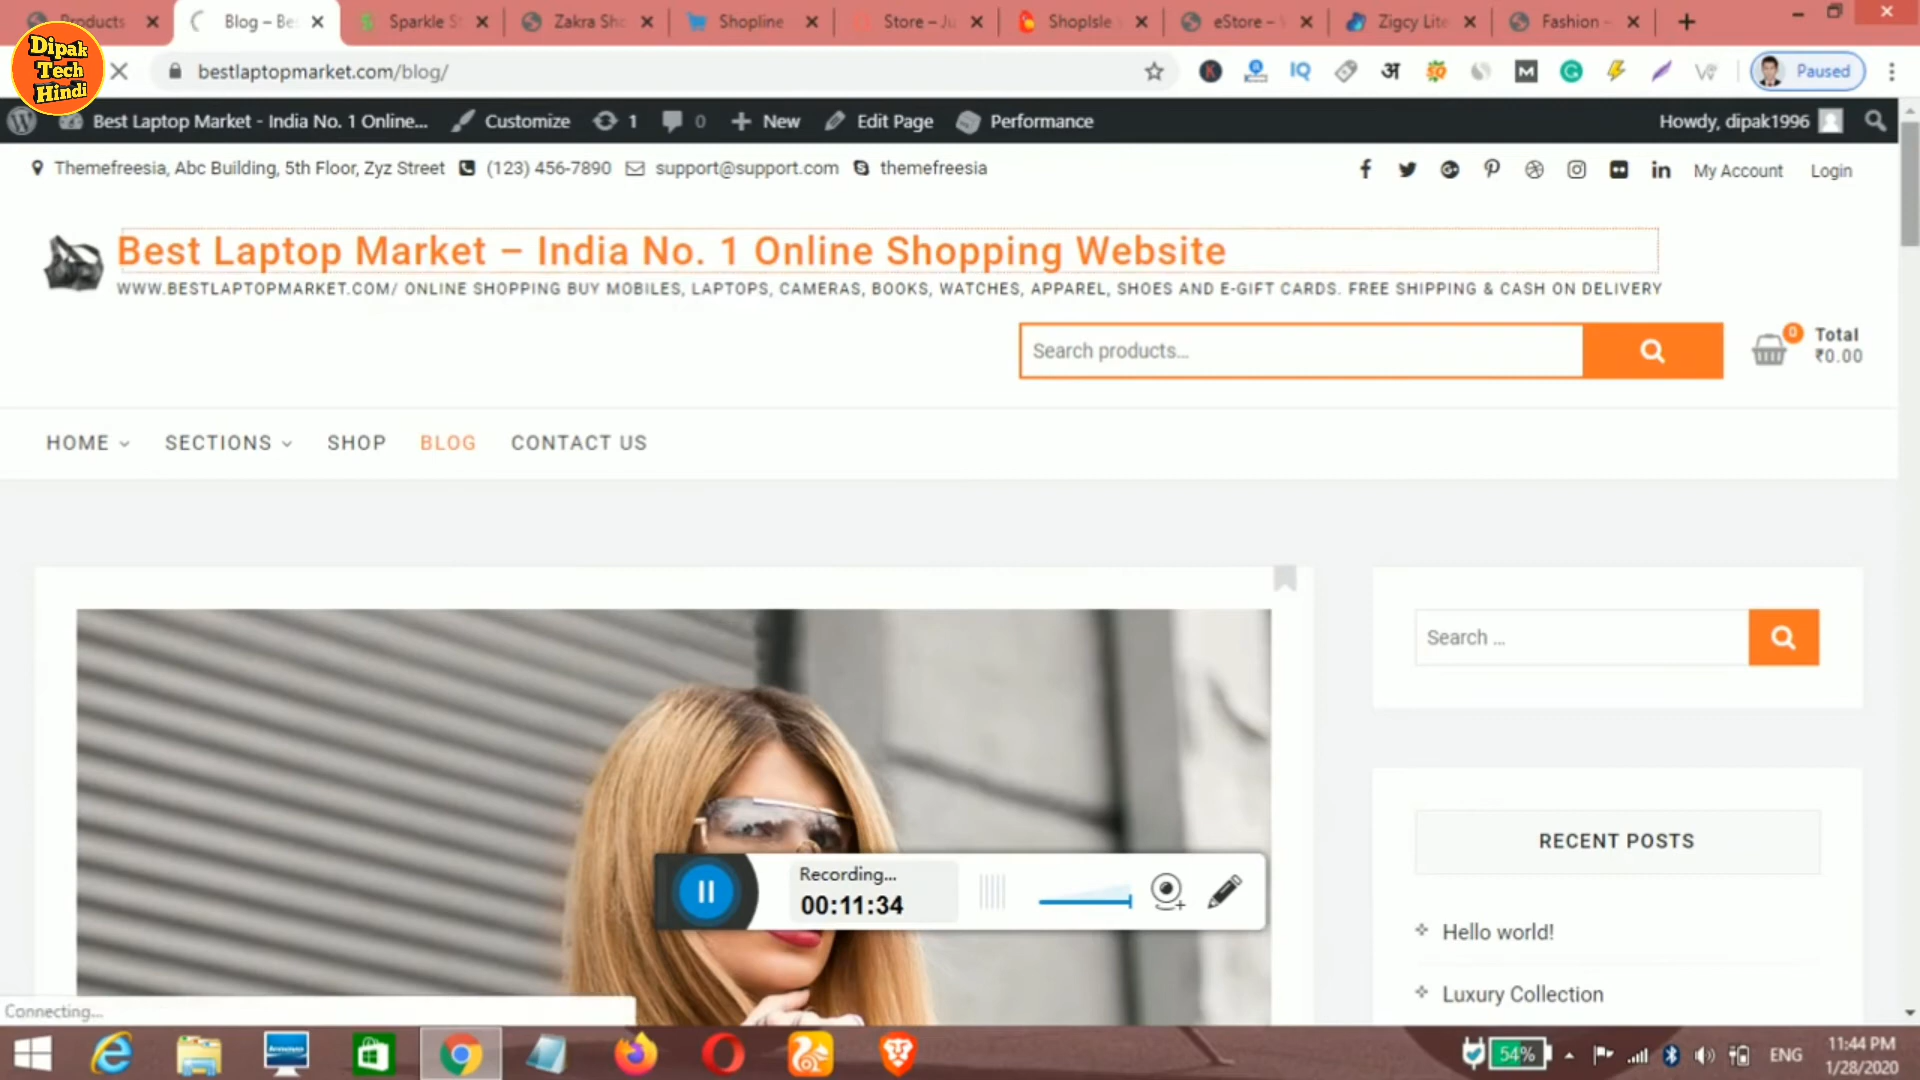 Products
Blog – Be
Sparkle S
Zakra Sho
Shopline
Store – Ju
ShopIsle
eStore –
Zigcy Lite
Fashion –
Dipak
Tech
Hindi
bestlaptopmarket.com/blog/
IQ
अ
Paused
Best Laptop Market - India No. 1 Online...
Customize
1
0
New
Edit Page
Performance
Howdy, dipak1996
Themefreesia, Abc Building, 5th Floor, Zyz Street
(123) 456-7890
support@support.com
themefreesia
My Account
Login
Best Laptop Market – India No. 1 Online Shopping Website
WWW.BESTLAPTOPMARKET.COM/ ONLINE SHOPPING BUY MOBILES, LAPTOPS, CAMERAS, BOOKS, WATCHES, APPAREL, SHOES AND E-GIFT CARDS. FREE SHIPPING & CASH ON DELIVERY
Search products...
0
Total
₹0.00
HOME
SECTIONS
SHOP
BLOG
CONTACT US
Search ...
RECENT POSTS
Hello world!
Luxury Collection
Recording...
00:11:34
Connecting...
54%
ENG
11:44 PM
1/28/2020